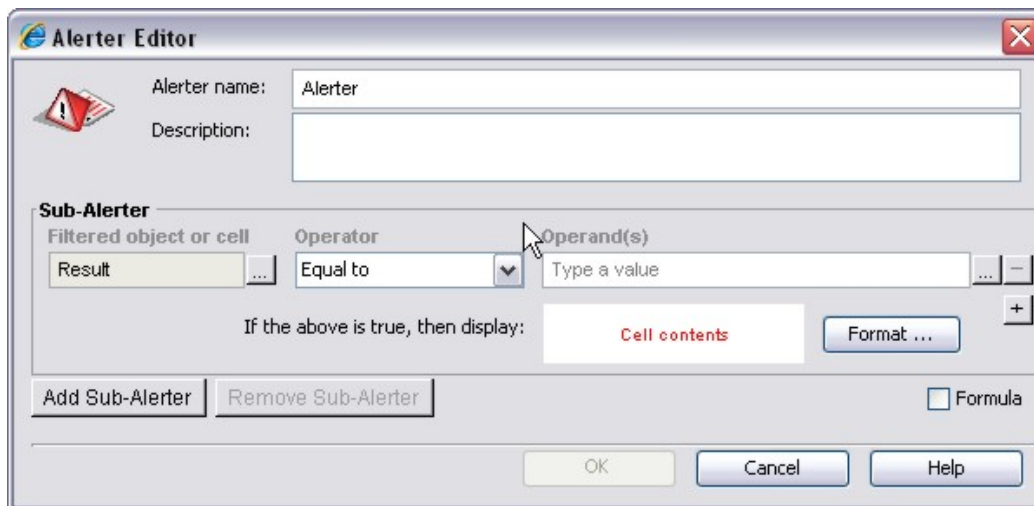 Alerter Editor
Alerter name: Alerter
Description:
Sub-Alerter
Filtered object or cell Operator Operand(s)
Result ... Equal to Type a value ... −
+
If the above is true, then display: Cell contents Format ...
Add Sub-Alerter Remove Sub-Alerter Formula
OK Cancel Help